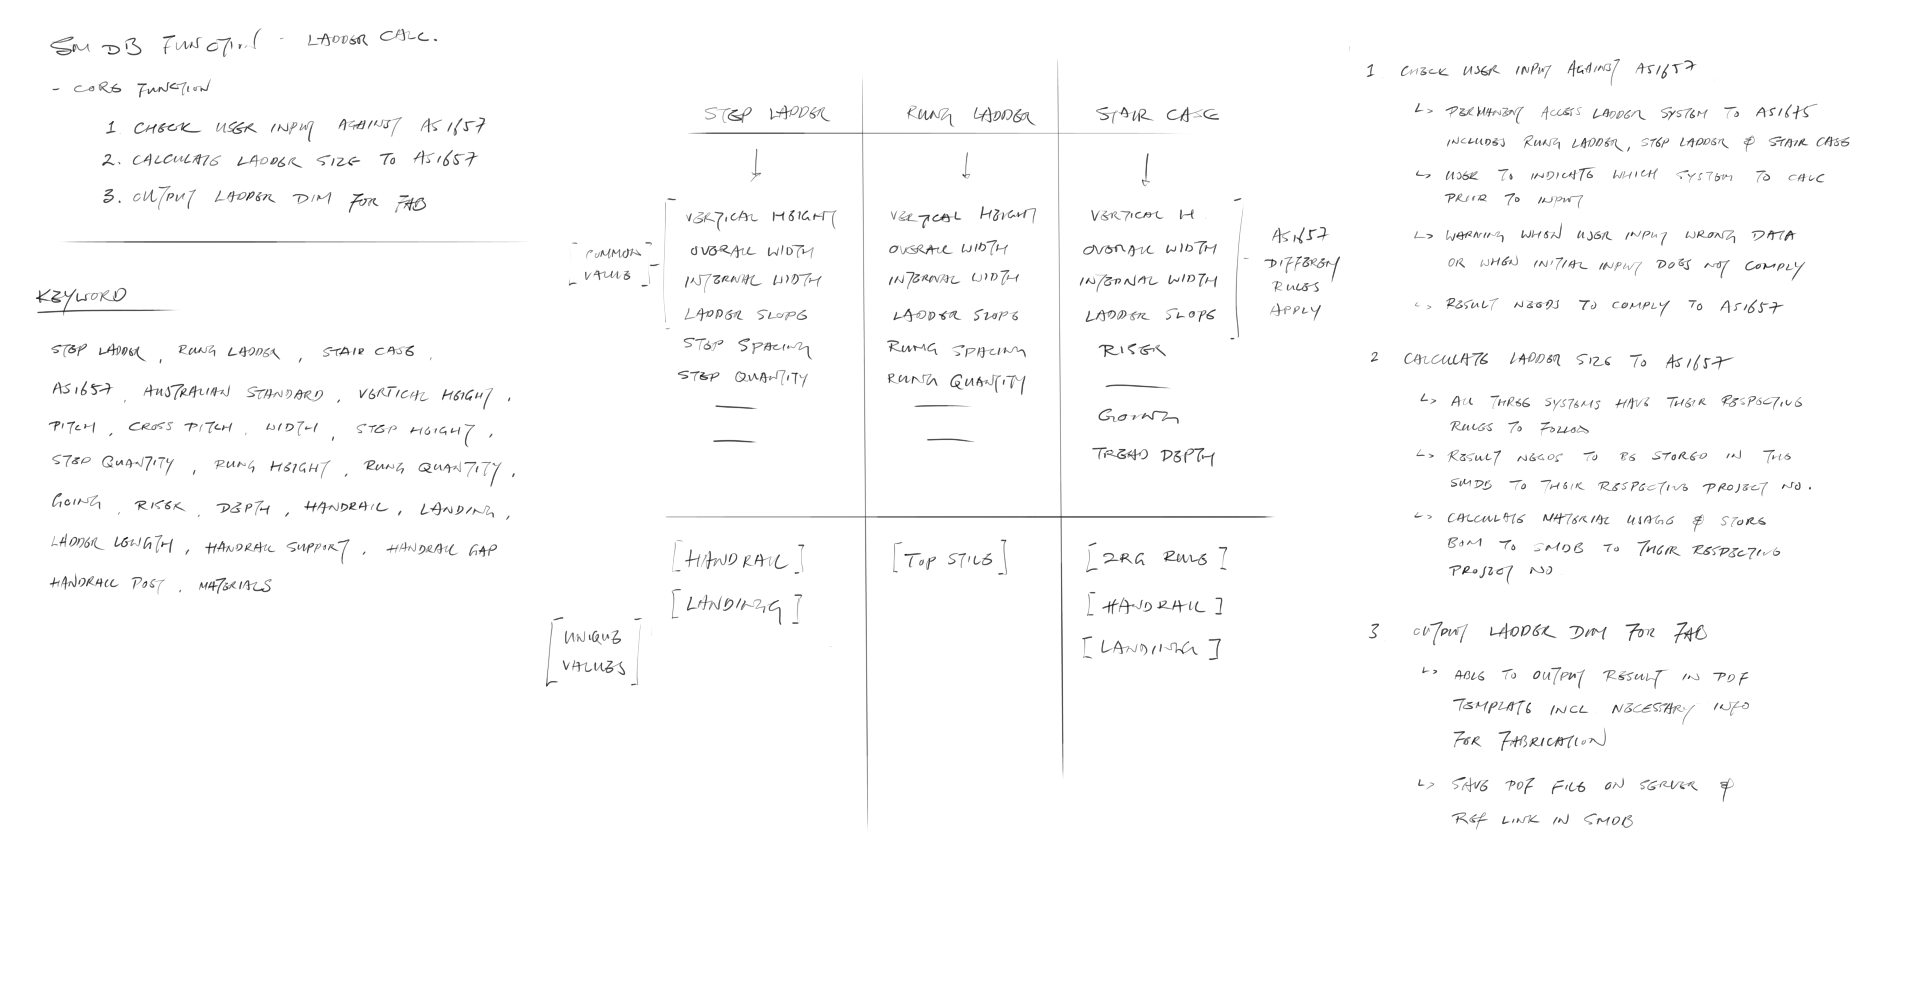 SMDB FUNCTION - LADDER CALC.
- CORE FUNCTION
1 CHECK USER INPUT AGAINST AS1657
2. CALCULATE LADDER SIZE TO AS1657
3. OUTPUT LADDER DIM FOR FAB
KEYWORD
STEP LADDER, RUNG LADDER, STAIR CASE,
AS1657, AUSTRALIAN STANDARD, VERTICAL HEIGHT,
PITCH, CROSS PITCH, WIDTH, STEP HEIGHT,
STEP QUANTITY, RUNG HEIGHT, RUNG QUANTITY,
GOING, RISER, DEPTH, HANDRAIL, LANDING,
LADDER LENGTH, HANDRAIL SUPPORT, HANDRAIL GAP
HANDRAIL POST, MATERIALS
STEP LADDER
[COMMON
VALUE]
VERTICAL HEIGHT
OVERALL WIDTH
INTERNAL WIDTH
LADDER SLOPE
STEP SPACING
STEP QUANTITY
[UNIQUE
VALUES]
[HANDRAIL]
[LANDING]
RUNG LADDER
VERTICAL HEIGHT
OVERALL WIDTH
INTERNAL WIDTH
LADDER SLOPE
RUNG SPACING
RUNG QUANTITY
[TOP STILE]
STAIR CASE
VERTICAL H.
OVERALL WIDTH
INTERNAL WIDTH
LADDER SLOPE
RISER
GOING
TREAD DEPTH
[2RG RULE]
[HANDRAIL]
[LANDING]
AS1657
DIFFERENT
RULES
APPLY
1 CHECK USER INPUT AGAINST AS1657
↳ PERMANENT ACCESS LADDER SYSTEM TO AS1675
INCLUDES RUNG LADDER, STEP LADDER & STAIR CASE
↳ USER TO INDICATE WHICH SYSTEM TO CALC
PRIOR TO INPUT
↳ WARNING WHEN USER INPUT WRONG DATA
OR WHEN INITIAL INPUT DOES NOT COMPLY
↳ RESULT NEEDS TO COMPLY TO AS1657
2 CALCULATE LADDER SIZE TO AS1657
↳ ALL THREE SYSTEMS HAVE THEIR RESPECTIVE
RULES TO FOLLOW
↳ RESULT NEEDS TO BE STORED IN THE
SMDB TO THEIR RESPECTIVE PROJECT NO.
↳ CALCULATE MATERIAL USAGE & STORE
BOM TO SMDB TO THEIR RESPECTIVE
PROJECT NO
3 OUTPUT LADDER DIM FOR FAB
↳ ABLE TO OUTPUT RESULT IN PDF
TEMPLATE INCL NECESTARY INFO
FOR FABRICATION
↳ SAVE PDF FILE ON SERVER &
REF LINK IN SMDB